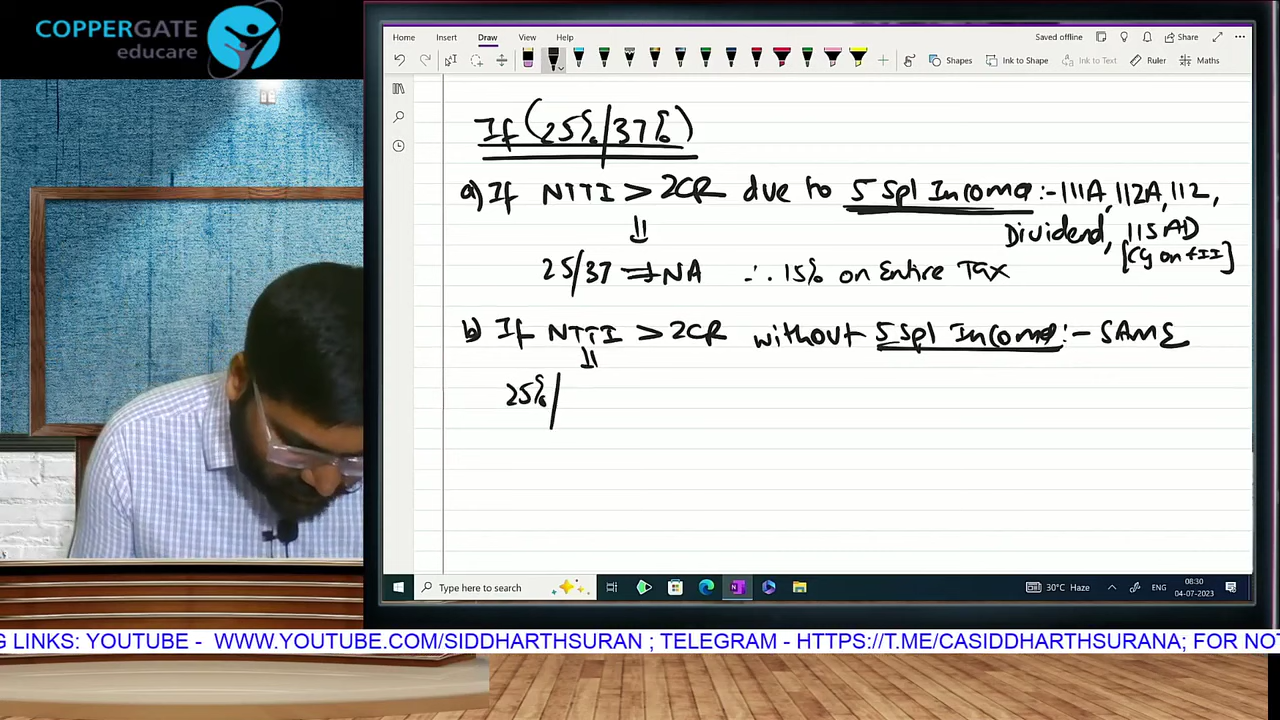 COPPERGATE
educare
Home Insert Draw View Help
Saved offline
Share
Shapes
Ink to Shape
Ink to Text
Ruler
Maths
If (25%/37%)
a) If NTTI > 2CR due to 5 Spl Income:- 111A, 112A, 112,
Dividend, 115AD
[CG on FII]
25/37 ⇒ NA ∴ 15% on Entire Tax
b) If NTTI > 2CR without 5 Spl Income:- SAME
25%/
Type here to search
30°C Haze
ENG
08:30
04-07-2023
G LINKS: YOUTUBE - WWW.YOUTUBE.COM/SIDDHARTHSURAN ; TELEGRAM - HTTPS://T.ME/CASIDDHARTHSURANA; FOR NO